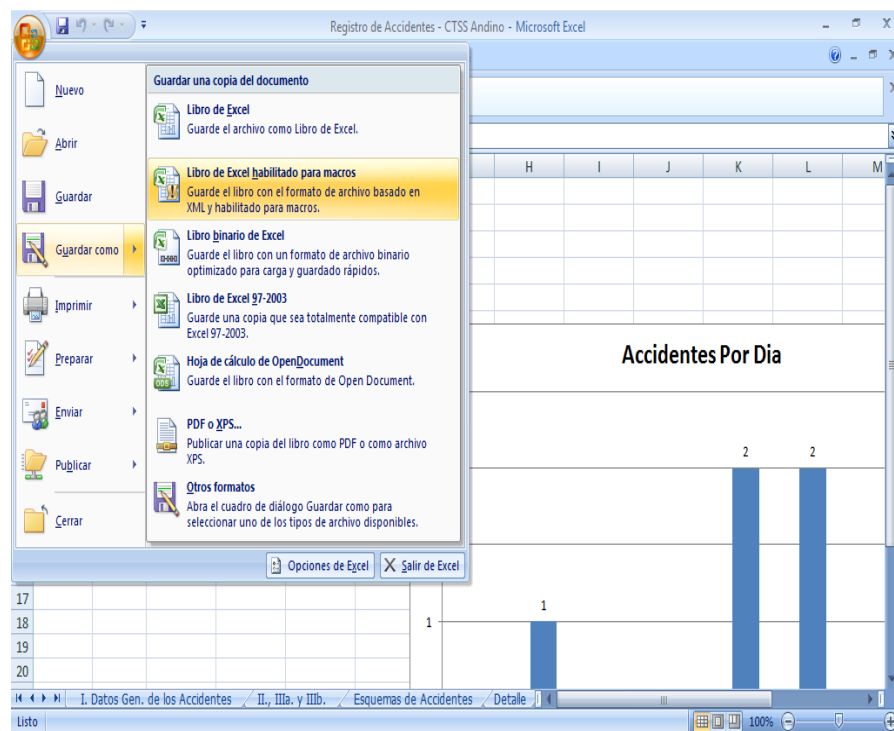 Registro de Accidentes - CTSS Andino - Microsoft Excel
Nuevo
Abrir
Guardar
Guardar como
Imprimir
Preparar
Enviar
Publicar
Cerrar
Guardar una copia del documento
Libro de Excel
Guarde el archivo como Libro de Excel.
Libro de Excel habilitado para macros
Guarde el libro con el formato de archivo basado en
XML y habilitado para macros.
Libro binario de Excel
Guarde el libro con un formato de archivo binario
optimizado para carga y guardado rápidos.
Libro de Excel 97-2003
Guarde una copia que sea totalmente compatible con
Excel 97-2003.
Hoja de cálculo de OpenDocument
Guarde el libro con el formato de Open Document.
PDF o XPS...
Publicar una copia del libro como PDF o como archivo
XPS.
Otros formatos
Abra el cuadro de diálogo Guardar como para
seleccionar uno de los tipos de archivo disponibles.
Opciones de Excel
Salir de Excel
H I J K L M
Accidentes Por Dia
2 2
1
1
17
18
19
20
I. Datos Gen. de los Accidentes
II., IIIa. y IIIb.
Esquemas de Accidentes
Detalle
Listo
100%